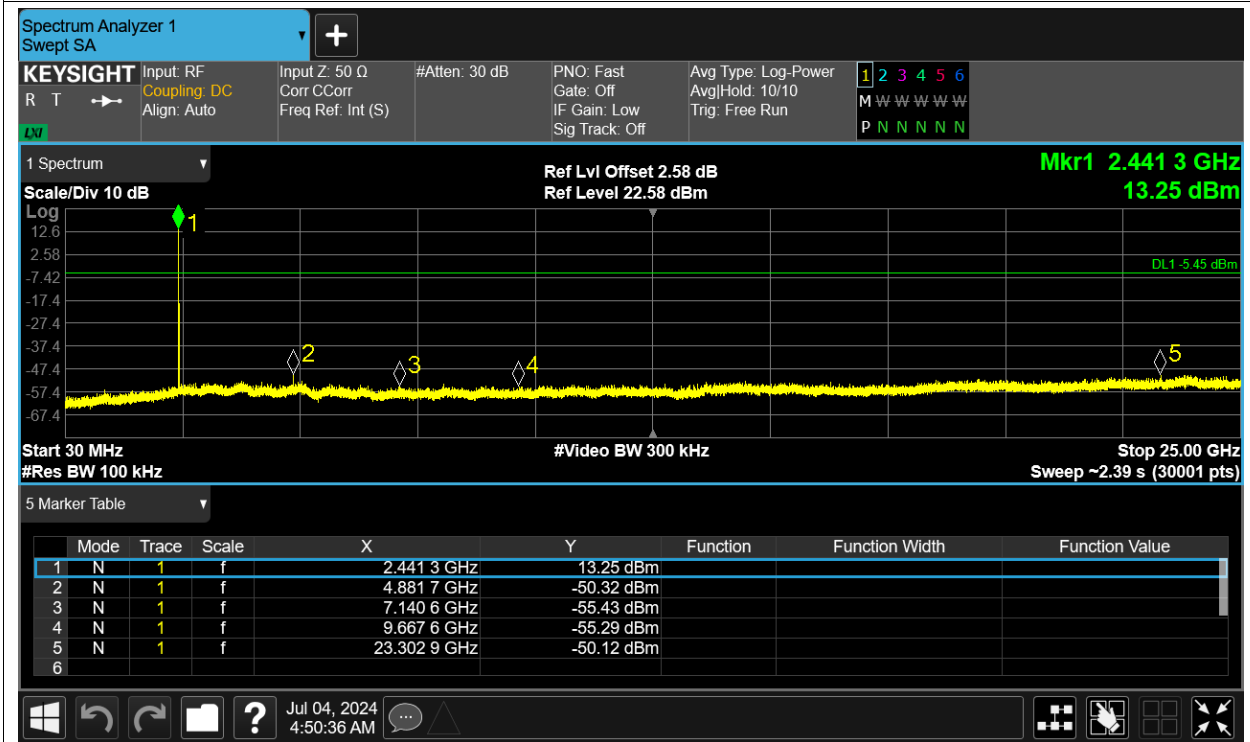 Spectrum Analyzer 1
Swept SA
KEYSIGHT
R T
LXI
Input: RF
Coupling: DC
Align: Auto
Input Z: 50 Ω
Corr CCorr
Freq Ref: Int (S)
#Atten: 30 dB
PNO: Fast
Gate: Off
IF Gain: Low
Sig Track: Off
Avg Type: Log-Power
Avg|Hold: 10/10
Trig: Free Run
1 2 3 4 5 6
M W W W W W
P N N N N N
1 Spectrum
Scale/Div 10 dB
Ref Lvl Offset 2.58 dB
Ref Level 22.58 dBm
Mkr1 2.441 3 GHz
13.25 dBm
Log
12.6
2.58
-7.42
-17.4
-27.4
-37.4
-47.4
-57.4
-67.4
1
2
3
4
5
DL1 -5.45 dBm
Start 30 MHz
#Video BW 300 kHz
Stop 25.00 GHz
#Res BW 100 kHz
Sweep ~2.39 s (30001 pts)
5 Marker Table
Mode Trace Scale X Y Function Function Width Function Value
1 N 1 f 2.441 3 GHz 13.25 dBm
2 N 1 f 4.881 7 GHz -50.32 dBm
3 N 1 f 7.140 6 GHz -55.43 dBm
4 N 1 f 9.667 6 GHz -55.29 dBm
5 N 1 f 23.302 9 GHz -50.12 dBm
6
?
Jul 04, 2024
4:50:36 AM